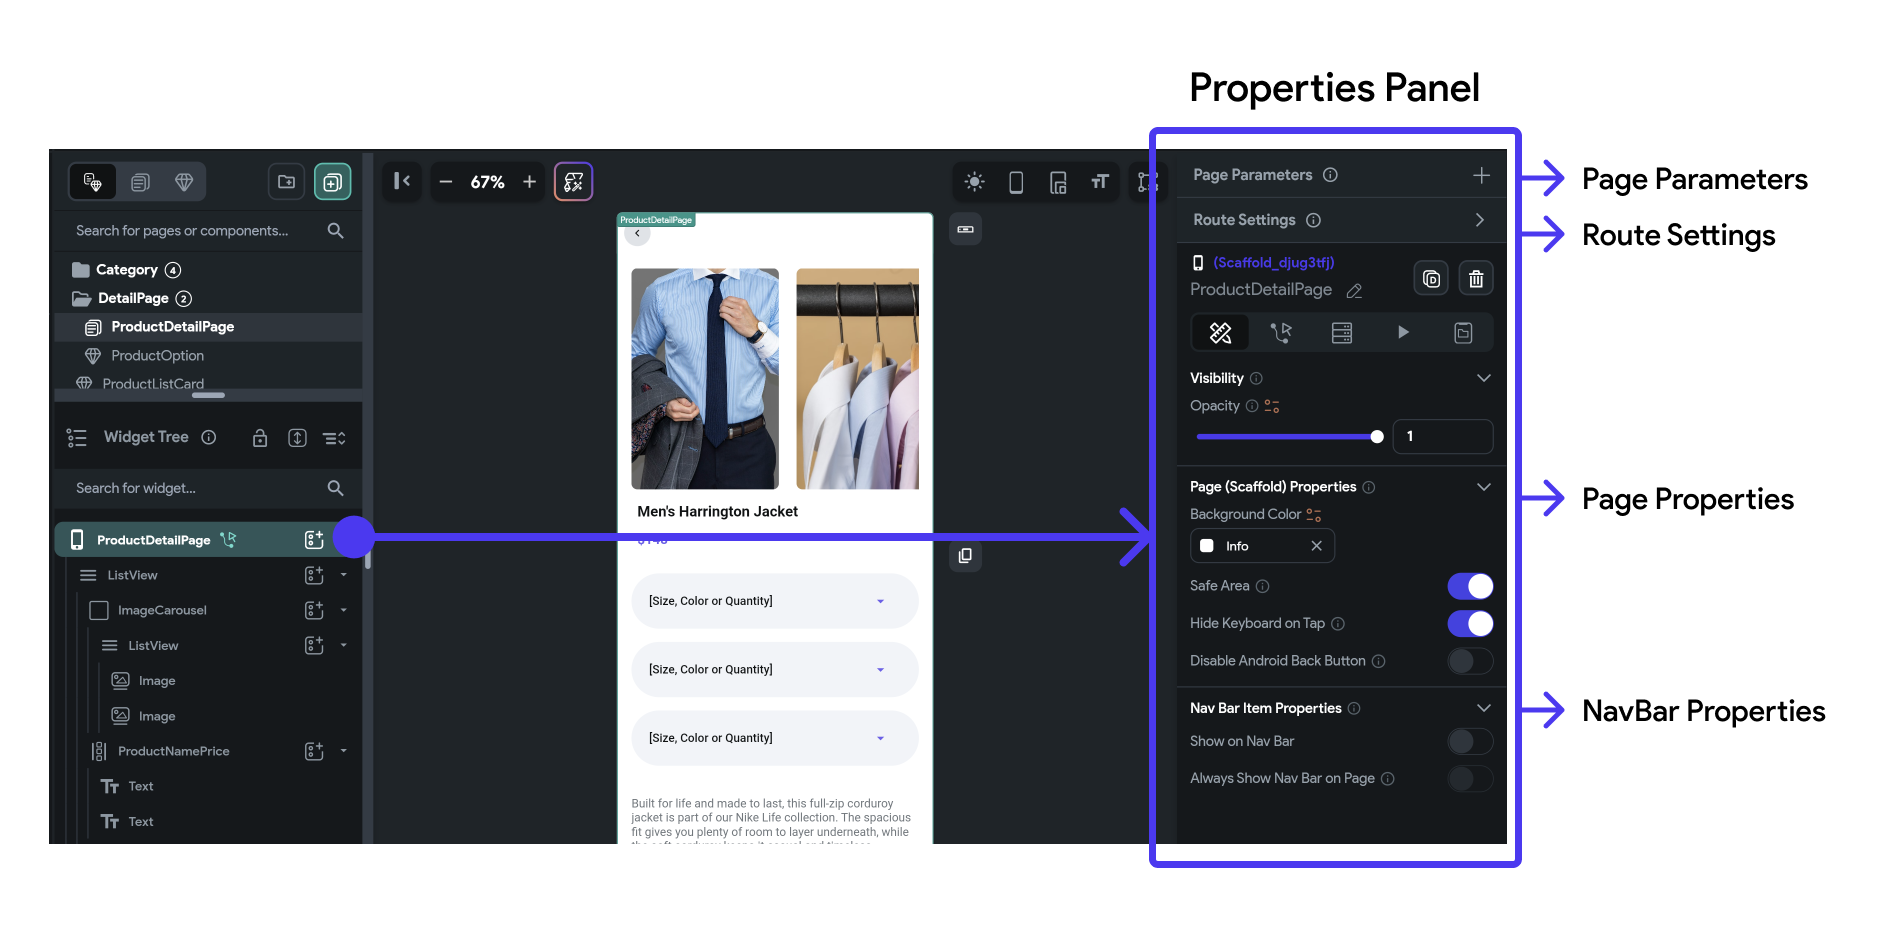 Properties Panel
Page Parameters
Route Settings
Page Properties
NavBar Properties
67%
Search for pages or components...
Category 4
DetailPage 2
ProductDetailPage
ProductOption
ProductListCard
Widget Tree
Search for widget...
ProductDetailPage
ListView
ImageCarousel
ListView
Image
Image
ProductNamePrice
Text
Text
ProductDetailPage
Men's Harrington Jacket
[Size, Color or Quantity]
[Size, Color or Quantity]
[Size, Color or Quantity]
Built for life and made to last, this full-zip corduroy
jacket is part of our Nike Life collection. The spacious
fit gives you plenty of room to layer underneath, while
Page Parameters
Route Settings
(Scaffold_djug3tfj)
ProductDetailPage
Visibility
Opacity
1
Page (Scaffold) Properties
Background Color
Info
Safe Area
Hide Keyboard on Tap
Disable Android Back Button
Nav Bar Item Properties
Show on Nav Bar
Always Show Nav Bar on Page